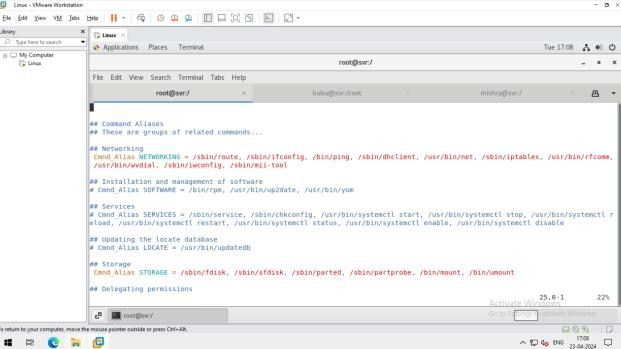 Linux - VMware Workstation
File Edit View VM Tabs Help
Library
Type here to search
My Computer
Linux
Linux
Applications Places Terminal
Tue 17:08
root@svr:/
File Edit View Search Terminal Tabs Help
root@svr:/
bubu@svr:/root
mishra@svr:/
## Command Aliases
## These are groups of related commands...
## Networking
Cmnd_Alias NETWORKING = /sbin/route, /sbin/ifconfig, /bin/ping, /sbin/dhclient, /usr/bin/net, /sbin/iptables, /usr/bin/rfcomm,
/usr/bin/wvdial, /sbin/iwconfig, /sbin/mii-tool
## Installation and management of software
# Cmnd_Alias SOFTWARE = /bin/rpm, /usr/bin/up2date, /usr/bin/yum
## Services
# Cmnd_Alias SERVICES = /sbin/service, /sbin/chkconfig, /usr/bin/systemctl start, /usr/bin/systemctl stop, /usr/bin/systemctl r
eload, /usr/bin/systemctl restart, /usr/bin/systemctl status, /usr/bin/systemctl enable, /usr/bin/systemctl disable
## Updating the locate database
# Cmnd_Alias LOCATE = /usr/bin/updatedb
## Storage
Cmnd_Alias STORAGE = /sbin/fdisk, /sbin/sfdisk, /sbin/parted, /sbin/partprobe, /bin/mount, /bin/umount
## Delegating permissions
25,0-1 22%
Activate Windows
Go to Settings to activate Windows.
root@svr:/
To return to your computer, move the mouse pointer outside or press Ctrl+Alt.
ENG
17:08
23-04-2024